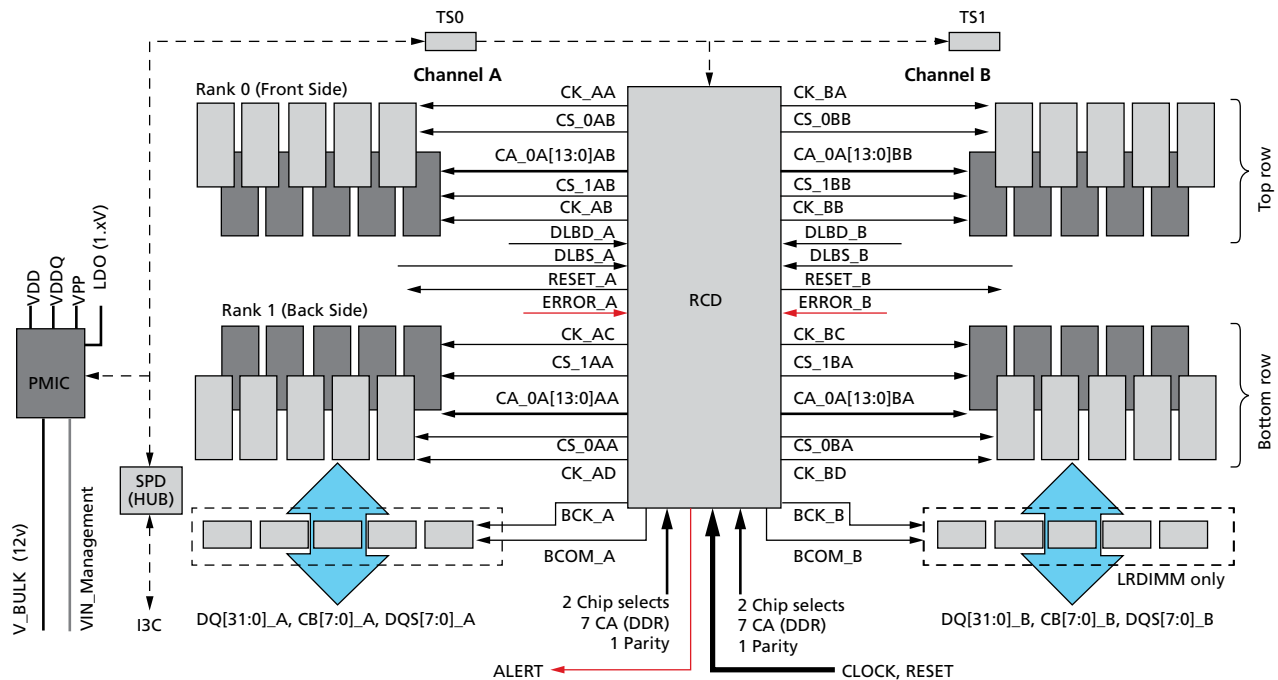 TS0
TS1
Channel A
Channel B
Rank 0 (Front Side)
CK_AA
CS_0AB
CA_0A[13:0]AB
CS_1AB
CK_AB
DLBD_A
DLBS_A
RESET_A
ERROR_A
Rank 1 (Back Side)
CK_AC
CS_1AA
CA_0A[13:0]AA
CS_0AA
CK_AD
BCK_A
BCOM_A
RCD
CK_BA
CS_0BB
CA_0A[13:0]BB
CS_1BB
CK_BB
DLBD_B
DLBS_B
RESET_B
ERROR_B
CK_BC
CS_1BA
CA_0A[13:0]BA
CS_0BA
CK_BD
BCK_B
BCOM_B
Top row
Bottom row
LRDIMM only
VDD
VDDQ
VPP
LDO (1.xV)
PMIC
SPD
(HUB)
V_BULK (12v)
VIN_Management
I3C
DQ[31:0]_A, CB[7:0]_A, DQS[7:0]_A
2 Chip selects
7 CA (DDR)
1 Parity
2 Chip selects
7 CA (DDR)
1 Parity
DQ[31:0]_B, CB[7:0]_B, DQS[7:0]_B
ALERT
CLOCK, RESET